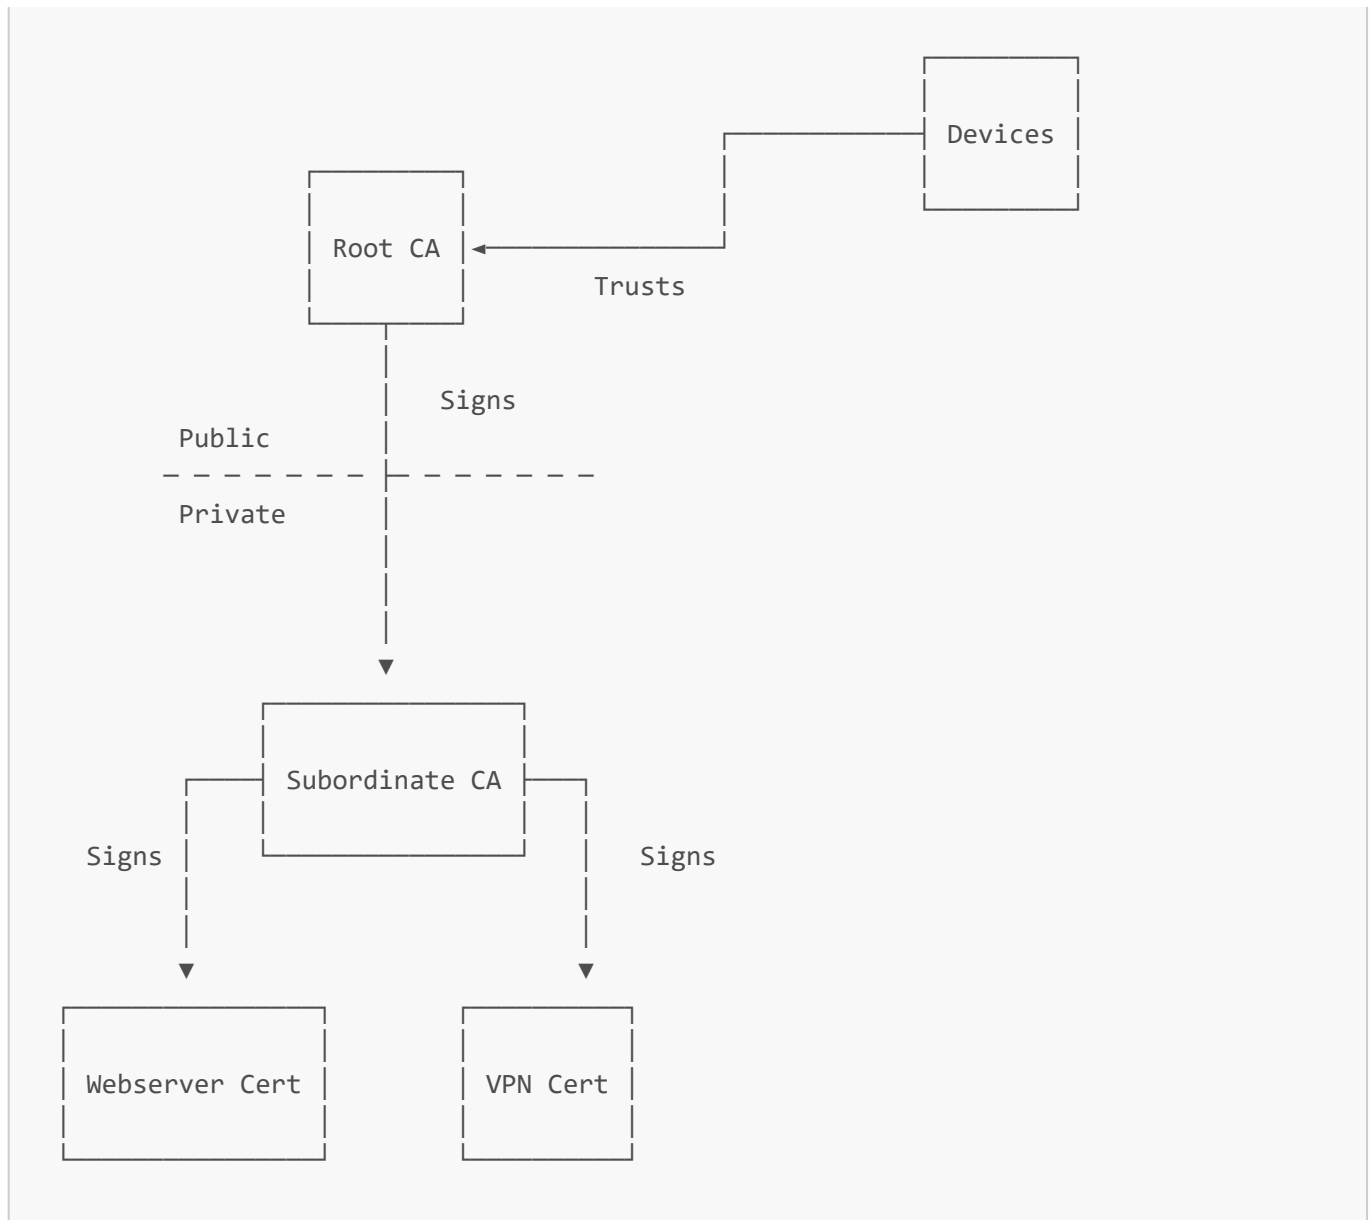 Devices
Root CA
Trusts
Signs
Public
Private
Subordinate CA
Signs
Signs
Webserver Cert
VPN Cert